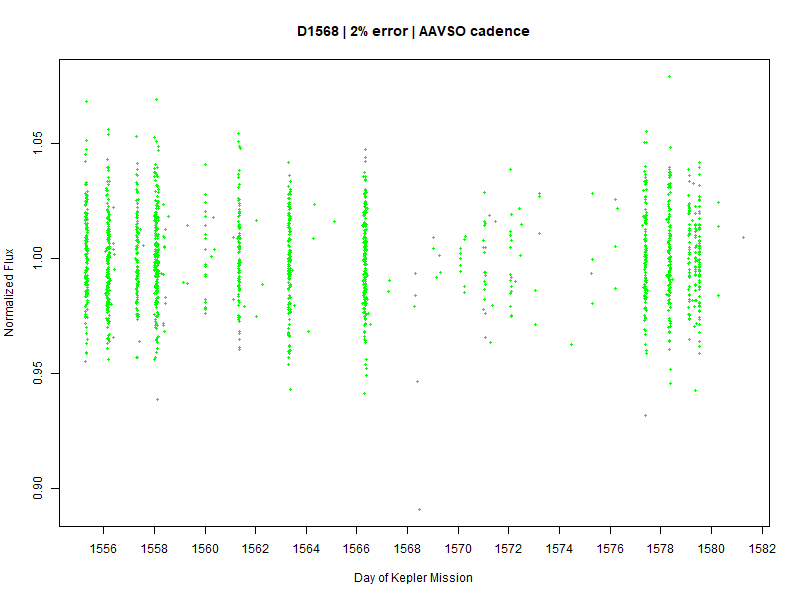 D1568 | 2% error | AAVSO cadence
Normalized Flux
1.05
1.00
0.95
0.90
1556 1558 1560 1562 1564 1566 1568 1570 1572 1574 1576 1578 1580 1582
Day of Kepler Mission